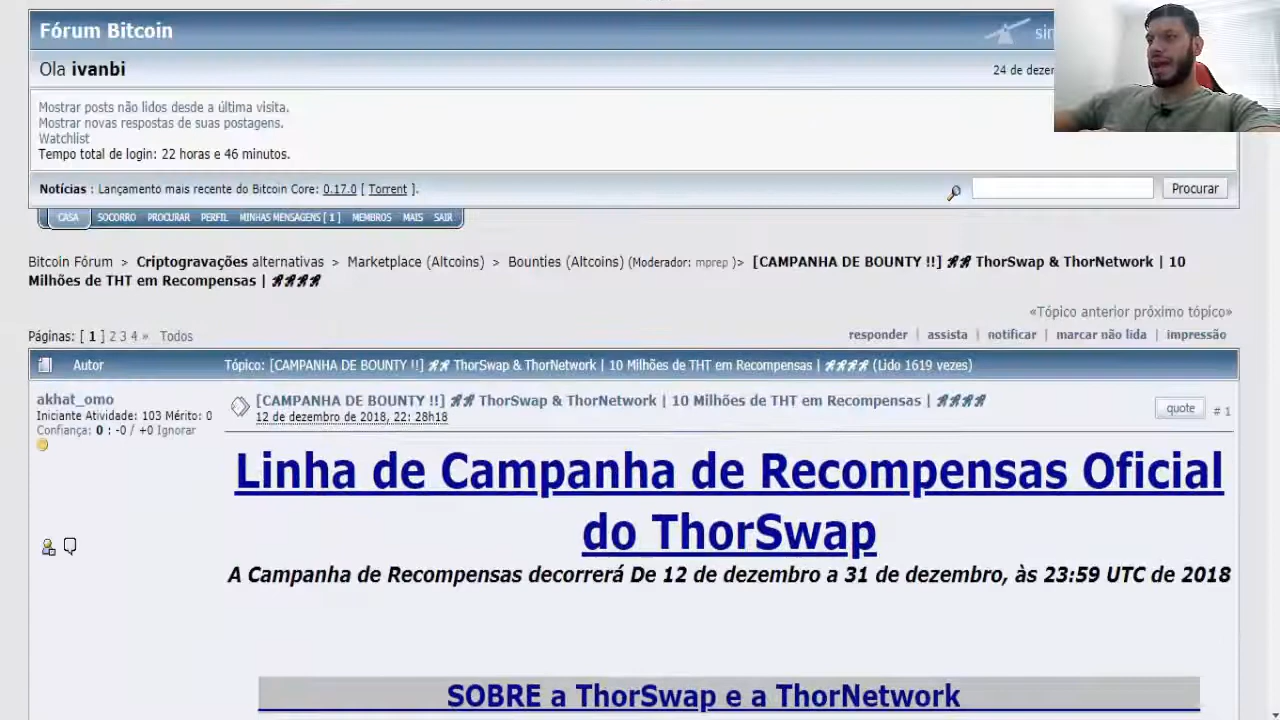 Fórum Bitcoin
Ola ivanbi
24 de dezem
Mostrar posts não lidos desde a última visita.
Mostrar novas respostas de suas postagens.
Watchlist
Tempo total de login: 22 horas e 46 minutos.
Notícias : Lançamento mais recente do Bitcoin Core: 0.17.0 [ Torrent ].
Procurar
CASA SOCORRO PROCURAR PERFIL MINHAS MENSAGENS [ 1 ] MEMBROS MAIS SAIR
Bitcoin Fórum > Criptogravações alternativas > Marketplace (Altcoins) > Bounties (Altcoins) (Moderador: mprep )> [CAMPANHA DE BOUNTY !!] ThorSwap & ThorNetwork | 10
Milhões de THT em Recompensas |
«Tópico anterior próximo tópico»
Páginas: [ 1 ] 2 3 4 » Todos
responder | assista | notificar | marcar não lida | impressão
Autor
Tópico: [CAMPANHA DE BOUNTY !!] ThorSwap & ThorNetwork | 10 Milhões de THT em Recompensas | (Lido 1619 vezes)
akhat_omo
Iniciante Atividade: 103 Mérito: 0
Confiança: 0 : -0 / +0 Ignorar
[CAMPANHA DE BOUNTY !!] ThorSwap & ThorNetwork | 10 Milhões de THT em Recompensas |
12 de dezembro de 2018, 22: 28h18
quote # 1
Linha de Campanha de Recompensas Oficial
do ThorSwap
A Campanha de Recompensas decorrerá De 12 de dezembro a 31 de dezembro, às 23:59 UTC de 2018
SOBRE a ThorSwap e a ThorNetwork